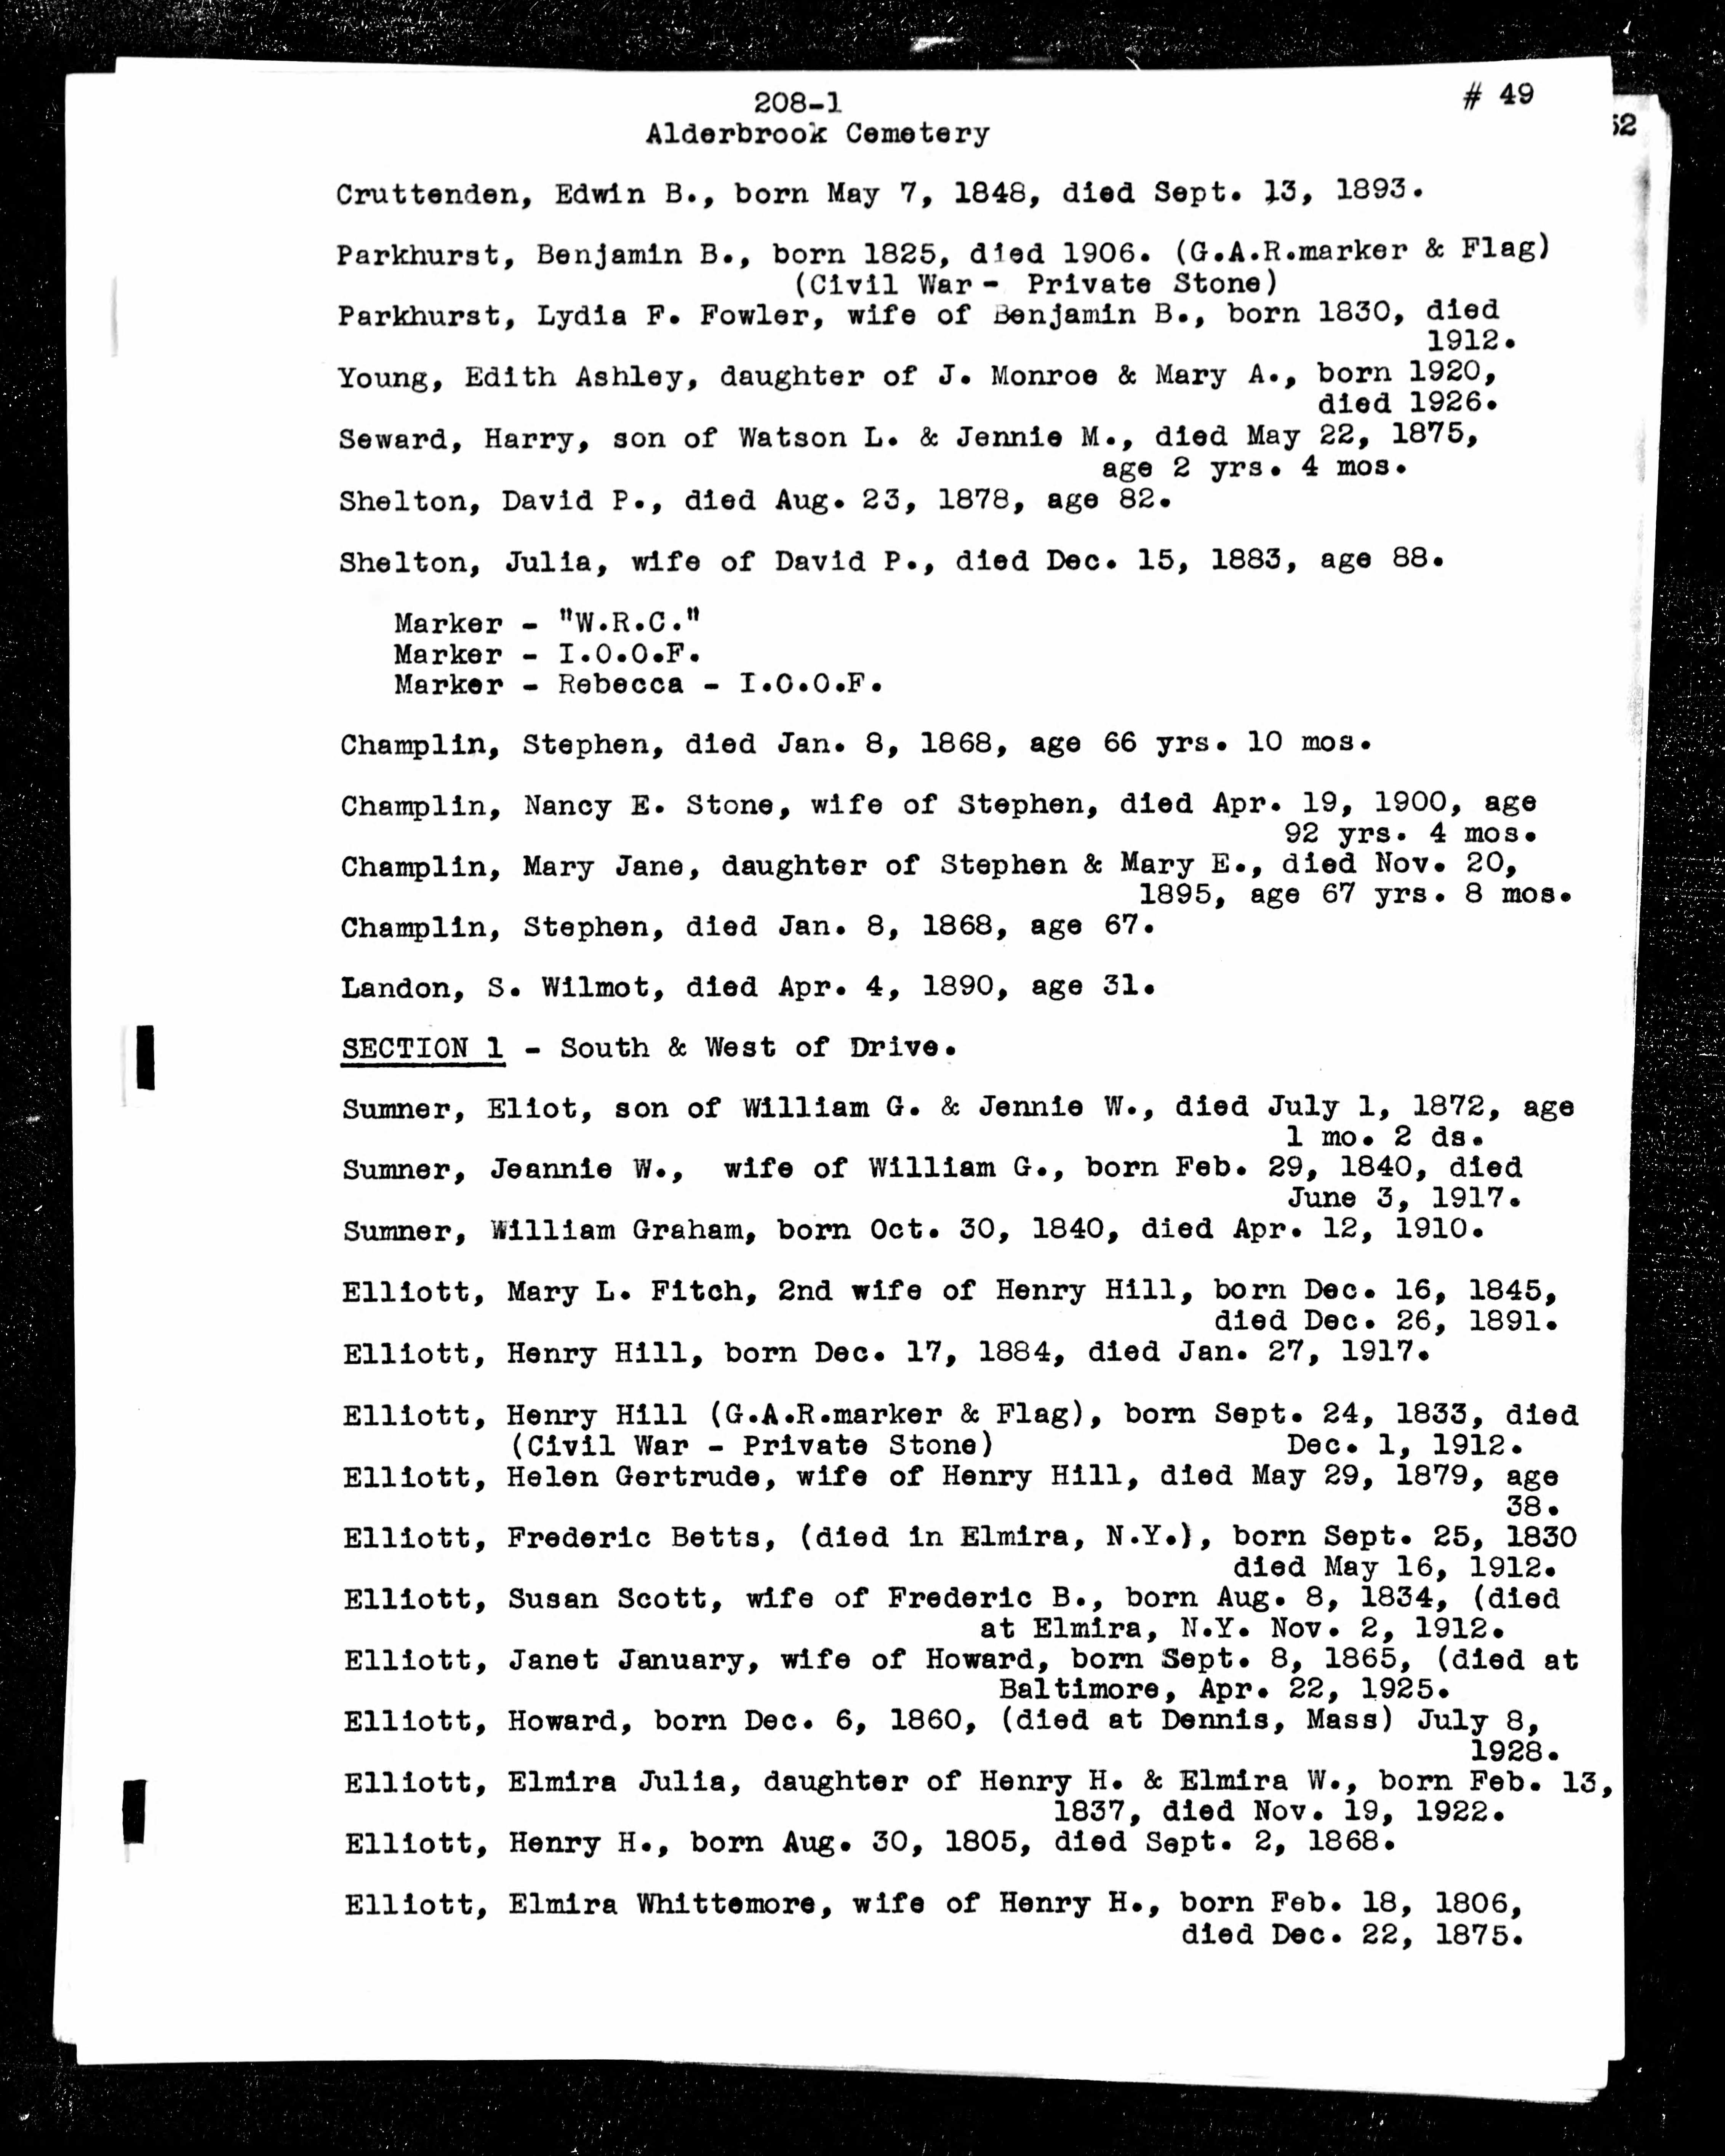 208-1
# 49
52
Alderbrook Cemetery
Cruttenden, Edwin B., born May 7, 1848, died Sept. 13, 1893.
Parkhurst, Benjamin B., born 1825, died 1906. (G.A.R.marker & Flag)
(Civil War - Private Stone)
Parkhurst, Lydia F. Fowler, wife of Benjamin B., born 1830, died
1912.
Young, Edith Ashley, daughter of J. Monroe & Mary A., born 1920,
died 1926.
Seward, Harry, son of Watson L. & Jennie M., died May 22, 1875,
age 2 yrs. 4 mos.
Shelton, David P., died Aug. 23, 1878, age 82.
Shelton, Julia, wife of David P., died Dec. 15, 1883, age 88.
Marker - "W.R.C."
Marker - I.O.O.F.
Marker - Rebecca - I.O.O.F.
Champlin, Stephen, died Jan. 8, 1868, age 66 yrs. 10 mos.
Champlin, Nancy E. Stone, wife of Stephen, died Apr. 19, 1900, age
92 yrs. 4 mos.
Champlin, Mary Jane, daughter of Stephen & Mary E., died Nov. 20,
1895, age 67 yrs. 8 mos.
Champlin, Stephen, died Jan. 8, 1868, age 67.
Landon, S. Wilmot, died Apr. 4, 1890, age 31.
SECTION 1 - South & West of Drive.
Sumner, Eliot, son of William G. & Jennie W., died July 1, 1872, age
1 mo. 2 ds.
Sumner, Jeannie W., wife of William G., born Feb. 29, 1840, died
June 3, 1917.
Sumner, William Graham, born Oct. 30, 1840, died Apr. 12, 1910.
Elliott, Mary L. Fitch, 2nd wife of Henry Hill, born Dec. 16, 1845,
died Dec. 26, 1891.
Elliott, Henry Hill, born Dec. 17, 1884, died Jan. 27, 1917.
Elliott, Henry Hill (G.A.R.marker & Flag), born Sept. 24, 1833, died
(Civil War - Private Stone) Dec. 1, 1912.
Elliott, Helen Gertrude, wife of Henry Hill, died May 29, 1879, age
38.
Elliott, Frederic Betts, (died in Elmira, N.Y.), born Sept. 25, 1830
died May 16, 1912.
Elliott, Susan Scott, wife of Frederic B., born Aug. 8, 1834, (died
at Elmira, N.Y. Nov. 2, 1912.
Elliott, Janet January, wife of Howard, born Sept. 8, 1865, (died at
Baltimore, Apr. 22, 1925.
Elliott, Howard, born Dec. 6, 1860, (died at Dennis, Mass) July 8,
1928.
Elliott, Elmira Julia, daughter of Henry H. & Elmira W., born Feb. 13,
1837, died Nov. 19, 1922.
Elliott, Henry H., born Aug. 30, 1805, died Sept. 2, 1868.
Elliott, Elmira Whittemore, wife of Henry H., born Feb. 18, 1806,
died Dec. 22, 1875.